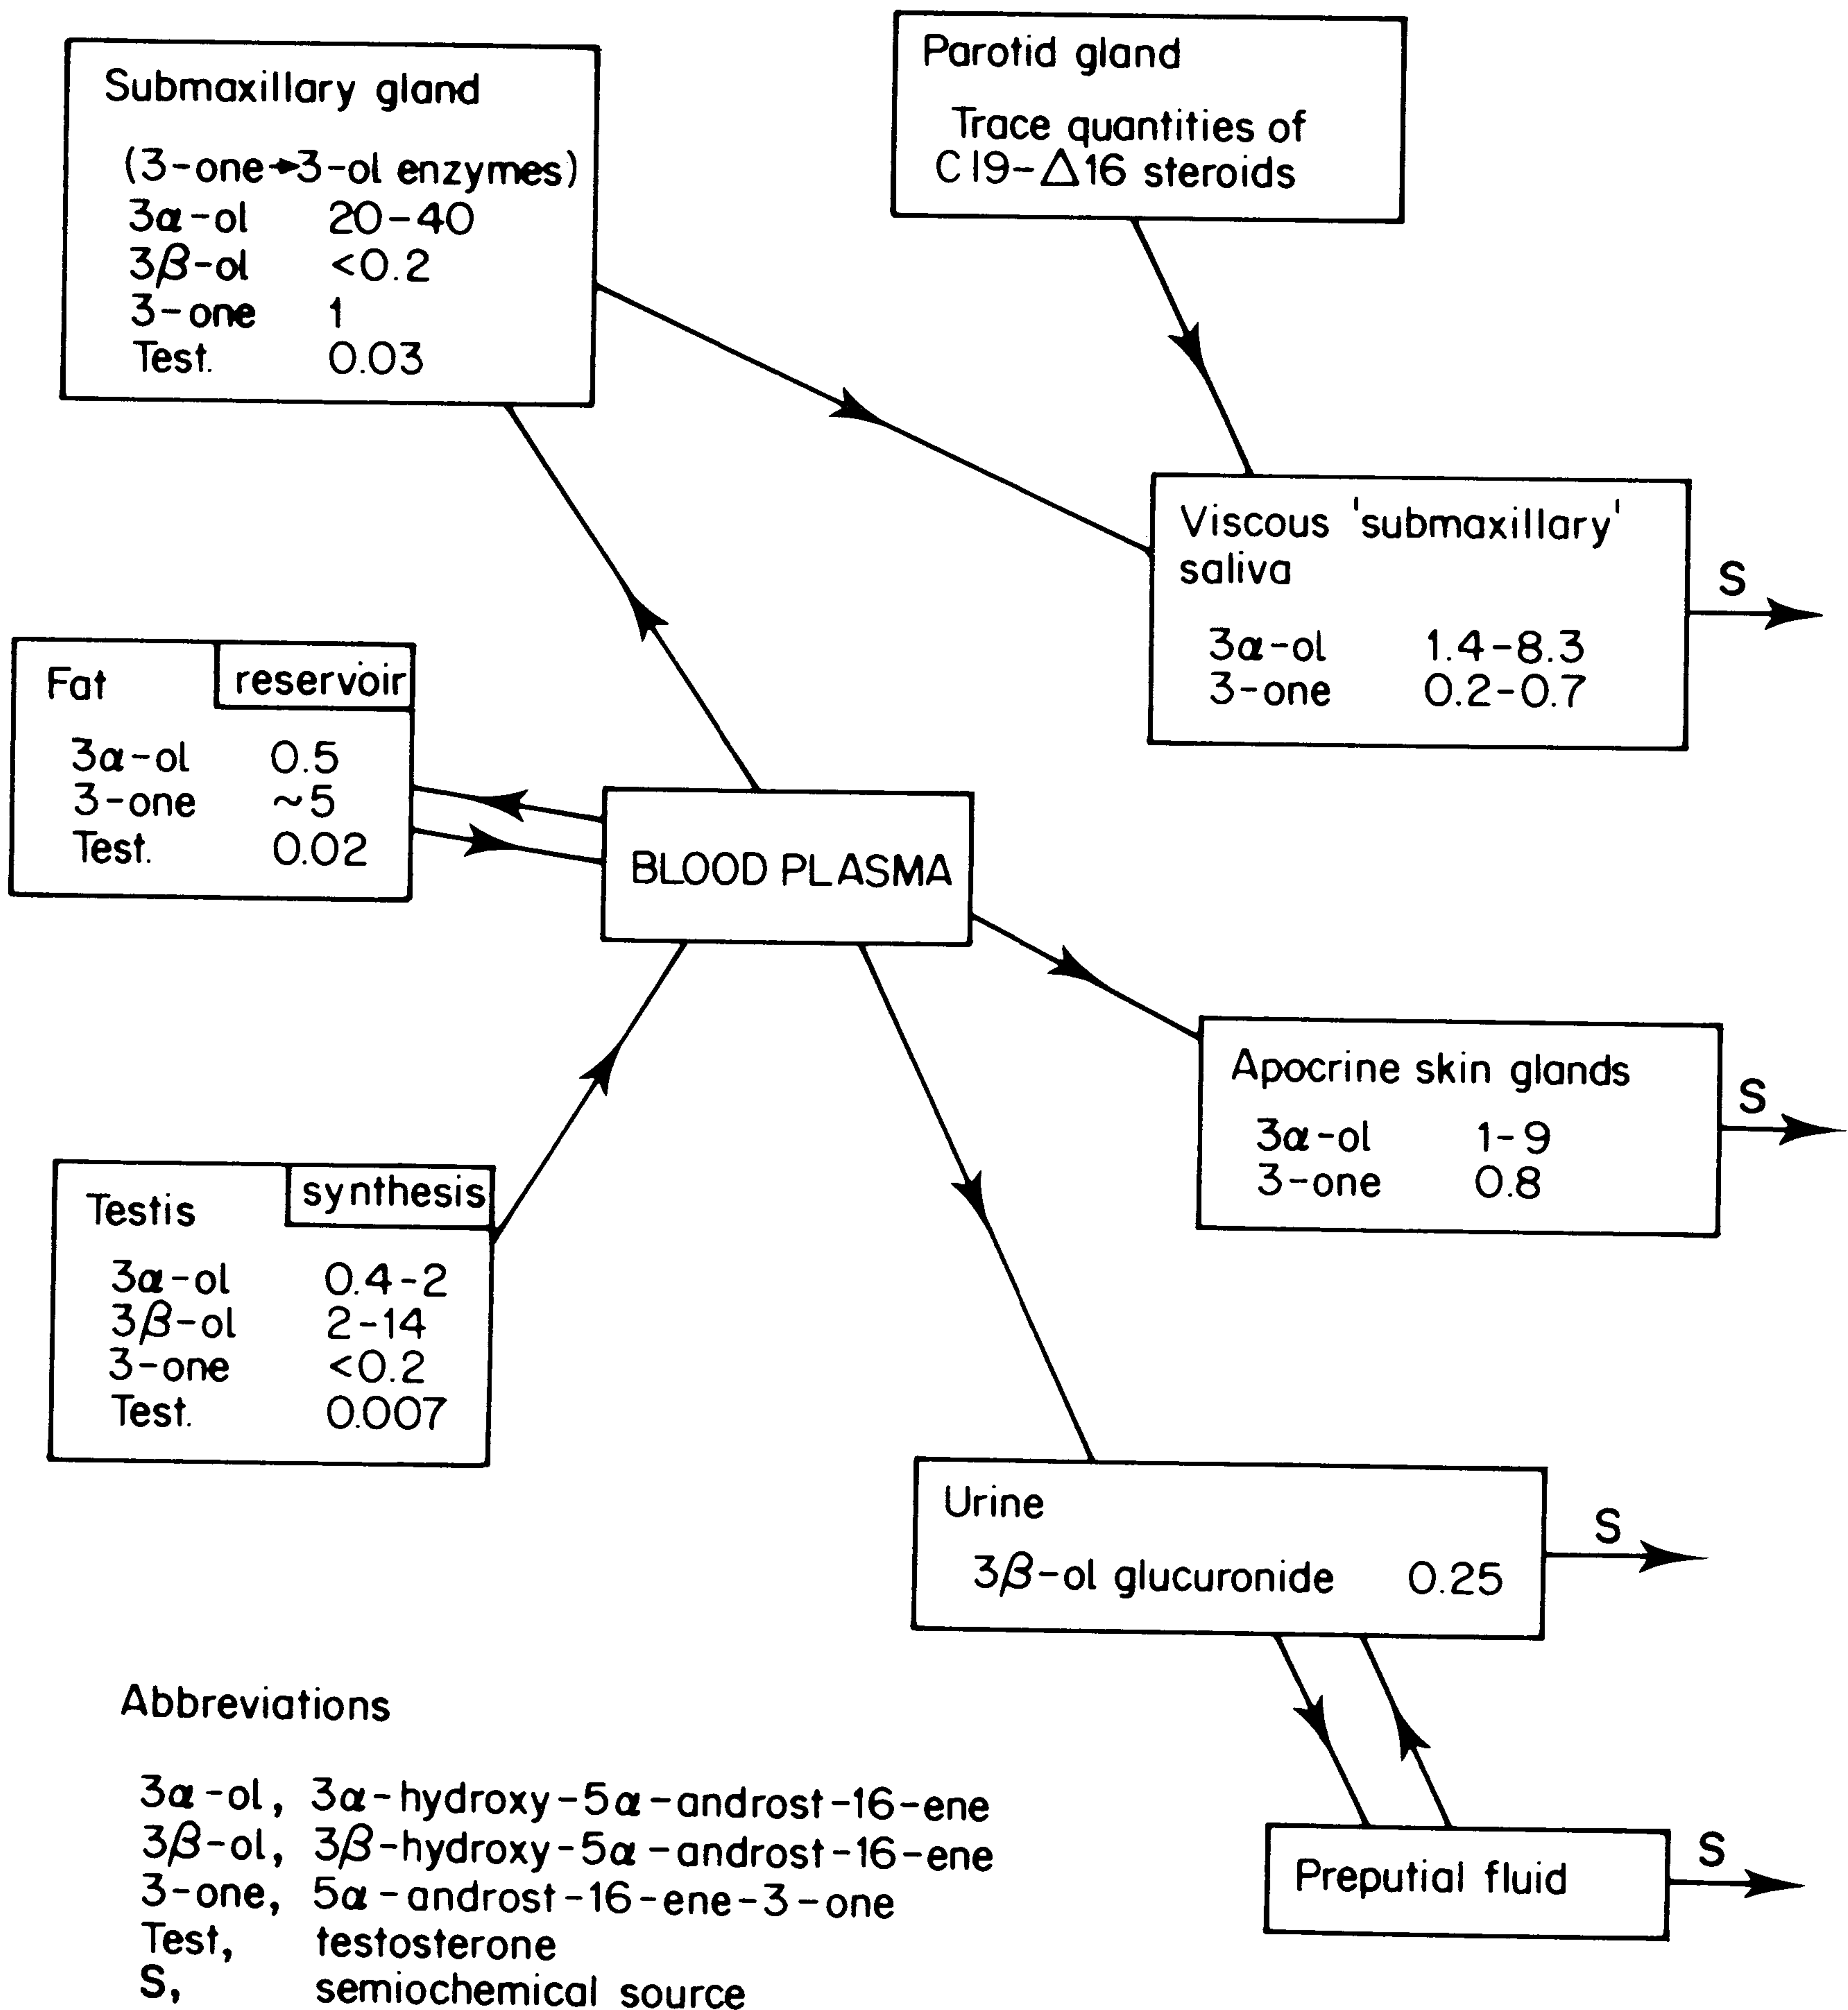 Submaxillary gland
(3-one→3-ol enzymes)
3α-ol 20-40
3β-ol <0.2
3-one 1
Test. 0.03
Parotid gland
Trace quantities of
C19-Δ16 steroids
Viscous 'submaxillary'
saliva
3α-ol 1.4-8.3
3-one 0.2-0.7
S
Fat reservoir
3α-ol 0.5
3-one ~5
Test. 0.02
BLOOD PLASMA
Apocrine skin glands
3α-ol 1-9
3-one 0.8
S
Testis synthesis
3α-ol 0.4-2
3β-ol 2-14
3-one <0.2
Test. 0.007
Urine
3β-ol glucuronide 0.25
S
Preputial fluid
S
Abbreviations
3α-ol, 3α-hydroxy-5α-androst-16-ene
3β-ol, 3β-hydroxy-5α-androst-16-ene
3-one, 5α-androst-16-ene-3-one
Test, testosterone
S, semiochemical source